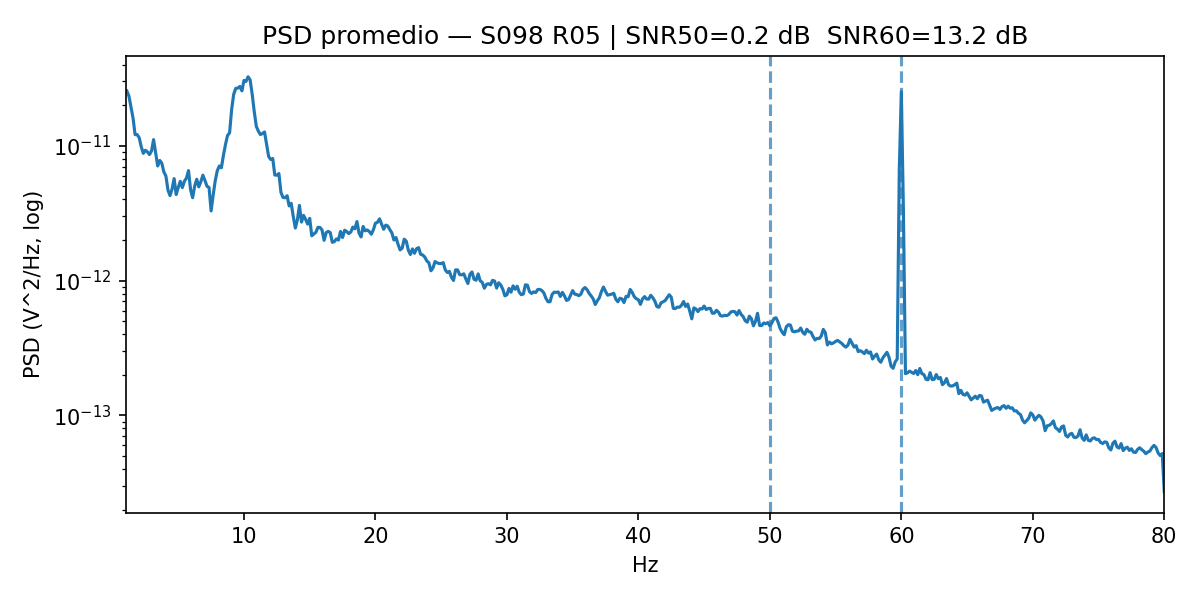 PSD promedio — S098 R05 | SNR50=0.2 dB  SNR60=13.2 dB
PSD (V^2/Hz, log)
10⁻¹¹
10⁻¹²
10⁻¹³
10 20 30 40 50 60 70 80
Hz